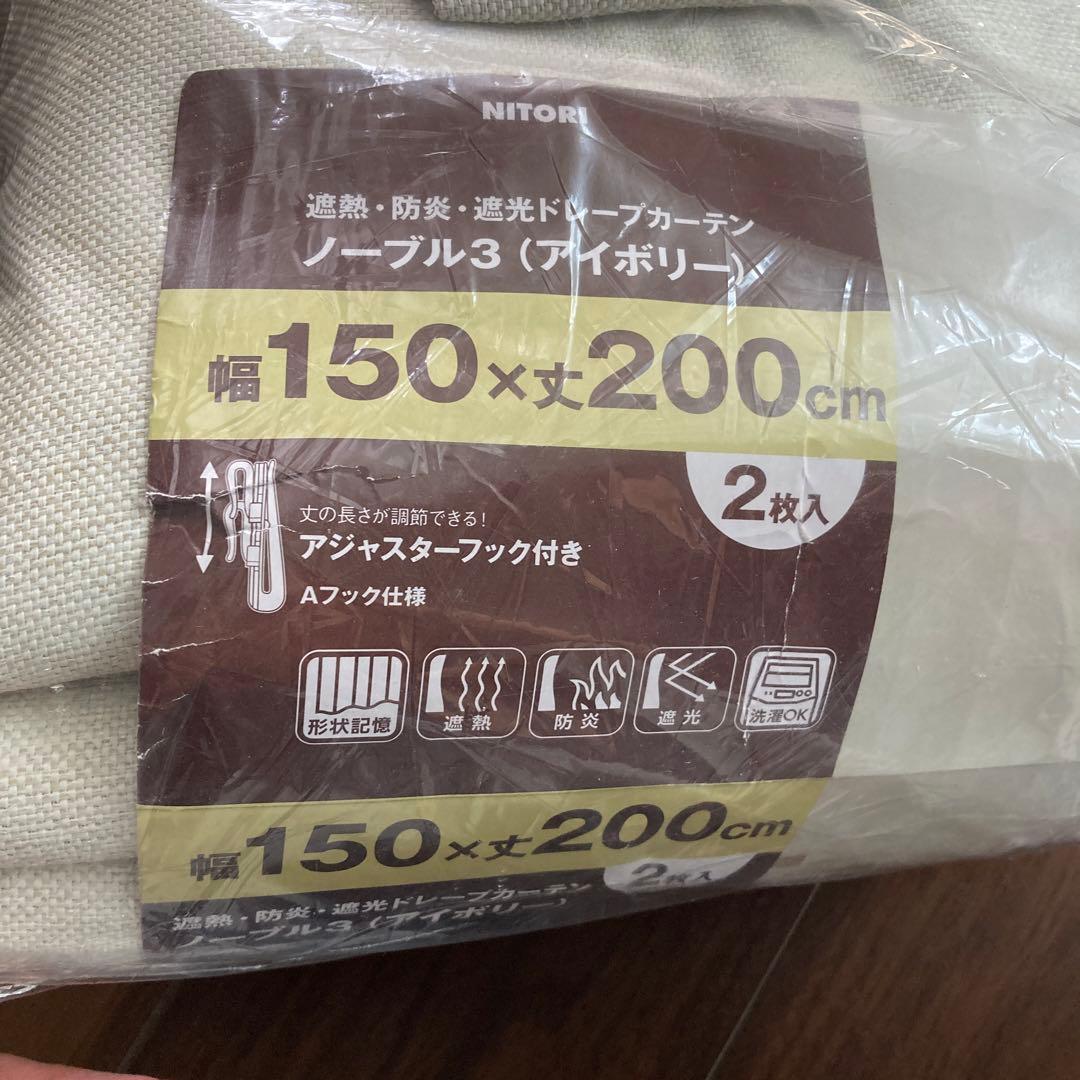 NITORI
遮熱・防炎・遮光ドレープカーテン
ノーブル3（アイボリー）
幅150×丈200cm
2枚入
丈の長さが調節できる！
アジャスターフック付き
Aフック仕様
形状記憶
遮熱
防炎
遮光
洗濯OK
幅150×丈200cm
2枚入
遮熱・防炎・遮光ドレープカーテン
ノーブル3（アイボリー）